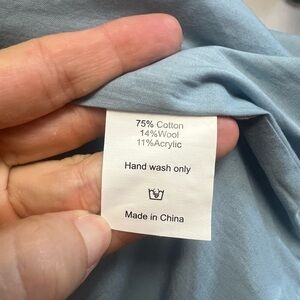 75% Cotton
14%Wool
11%Acrylic
Hand wash only
Made in China